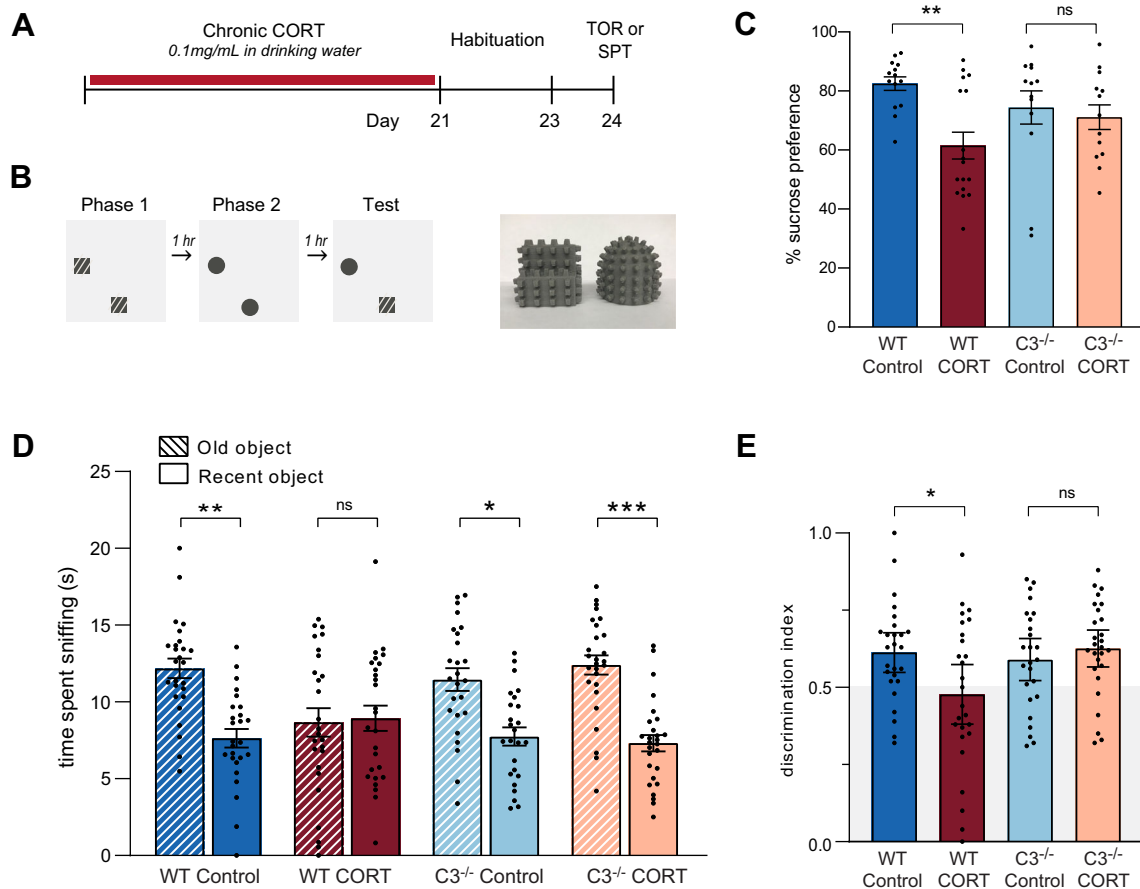 A
Chronic CORT
0.1mg/mL in drinking water
Habituation
TOR or
SPT
Day
21
23
24
B
Phase 1
1 hr
→
Phase 2
1 hr
→
Test
C
% sucrose preference
100
80
60
40
20
0
**
ns
WT
Control
WT
CORT
C3-/-
Control
C3-/-
CORT
D
Old object
Recent object
time spent sniffing (s)
25
20
15
10
5
0
**
ns
*
***
WT Control
WT CORT
C3-/- Control
C3-/- CORT
E
discrimination index
1.0
0.5
0.0
*
ns
WT
Control
WT
CORT
C3-/-
Control
C3-/-
CORT